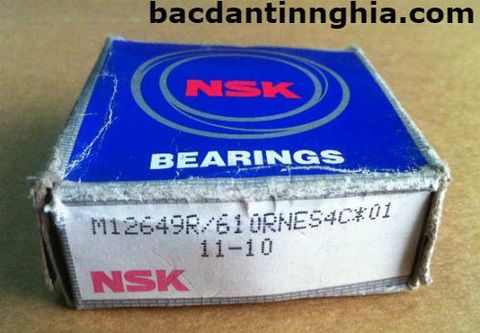 bacdantinnghia.com
NSK
BEARINGS
M12649R/610RNES4C*01
11-10
NSK